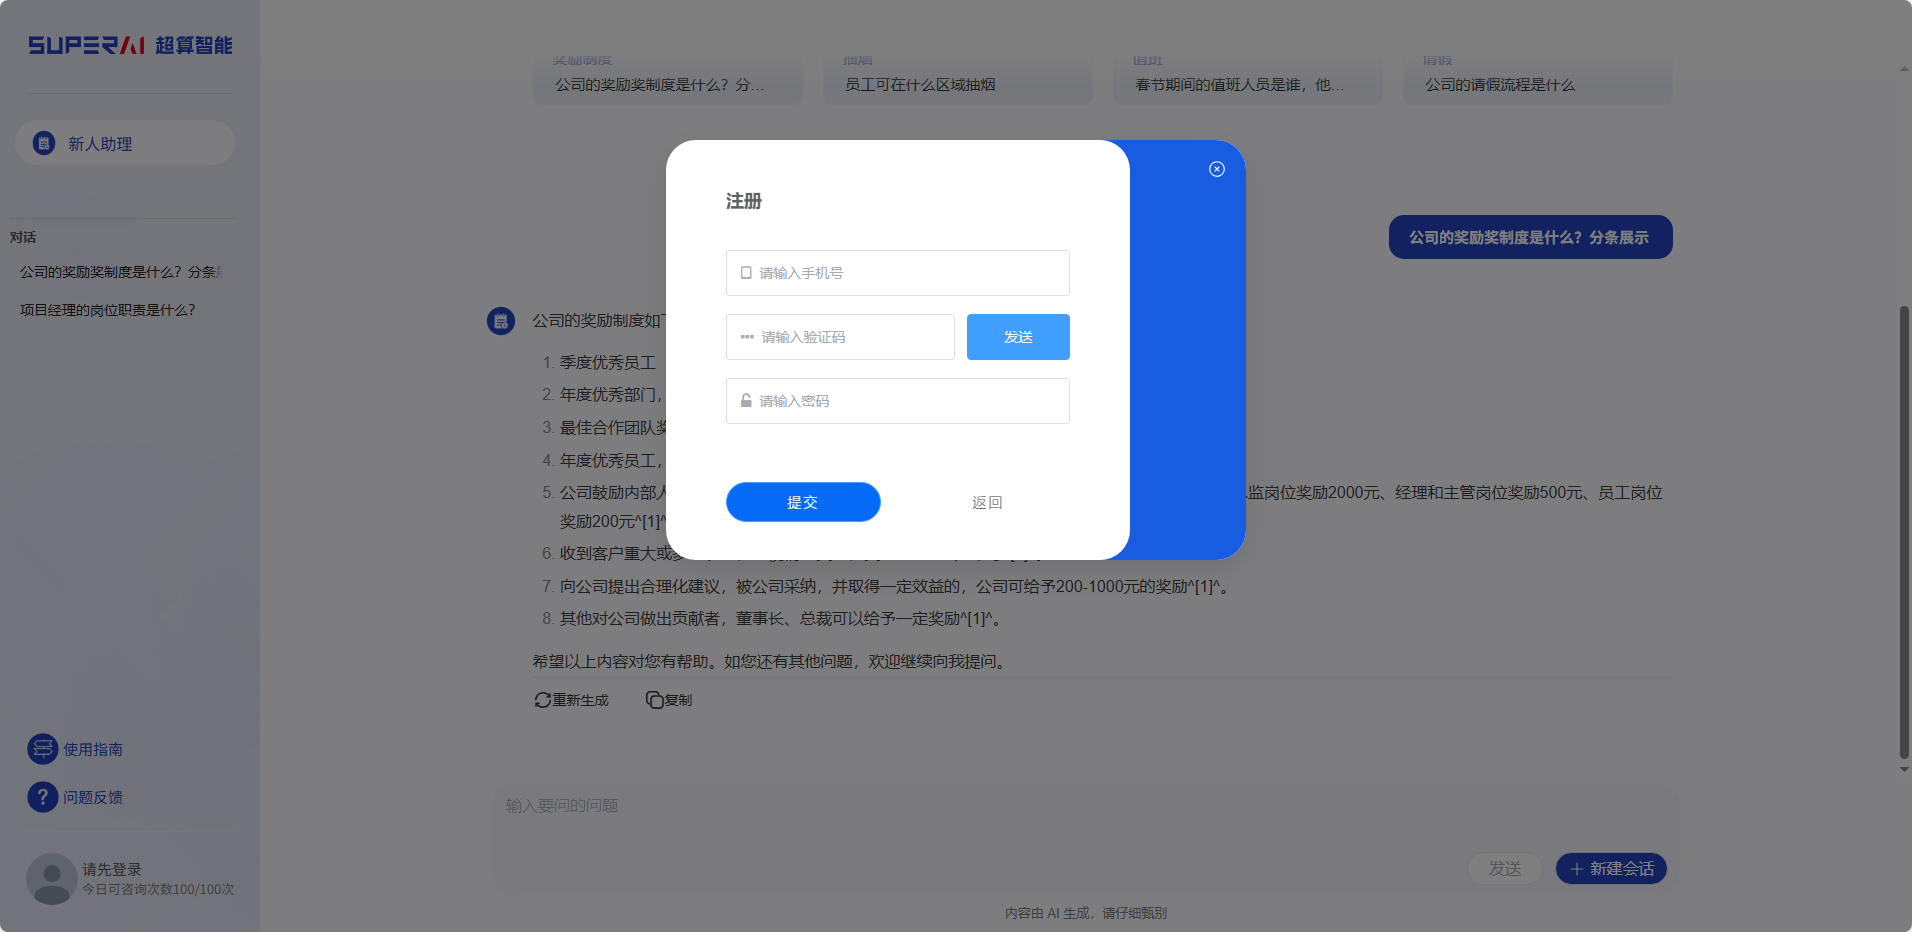 SUPERAI 超算智能
新人助理
对话
公司的奖励奖制度是什么？分条
项目经理的岗位职责是什么？
使用指南
问题反馈
请先登录
今日可咨询次数100/100次
奖励制度
公司的奖励奖制度是什么？分...
抽烟
员工可在什么区域抽烟
值班
春节期间的值班人员是谁，他...
请假
公司的请假流程是什么
公司的奖励奖制度是什么？分条展示
公司的奖励制度如下
1. 季度优秀员工
2. 年度优秀部门，
3. 最佳合作团队奖
4. 年度优秀员工，
5. 公司鼓励内部人 监岗位奖励2000元、经理和主管岗位奖励500元、员工岗位
奖励200元^[1]^
6. 收到客户重大或
7. 向公司提出合理化建议，被公司采纳，并取得一定效益的，公司可给予200-1000元的奖励^[1]^。
8. 其他对公司做出贡献者，董事长、总裁可以给予一定奖励^[1]^。
希望以上内容对您有帮助。如您还有其他问题，欢迎继续向我提问。
重新生成
复制
注册
请输入手机号
请输入验证码
发送
请输入密码
提交
返回
输入要问的问题
发送
新建会话
内容由 AI 生成，请仔细甄别